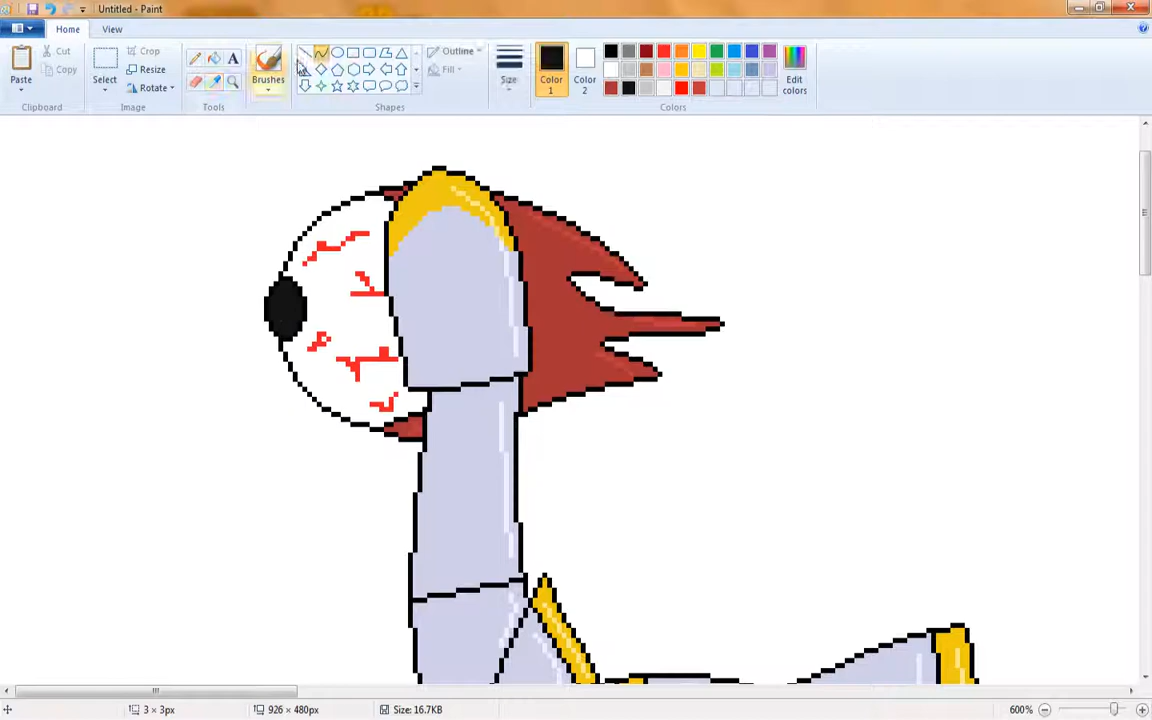 Untitled - Paint
Home View
Paste
Cut
Copy
Clipboard
Select
Crop
Resize
Rotate
Image
A
Tools
Brushes
Shapes
Outline
Fill
Size
Color 1
Color 2
Edit colors
Colors
3 × 3px
926 × 480px
Size: 16.7KB
600%